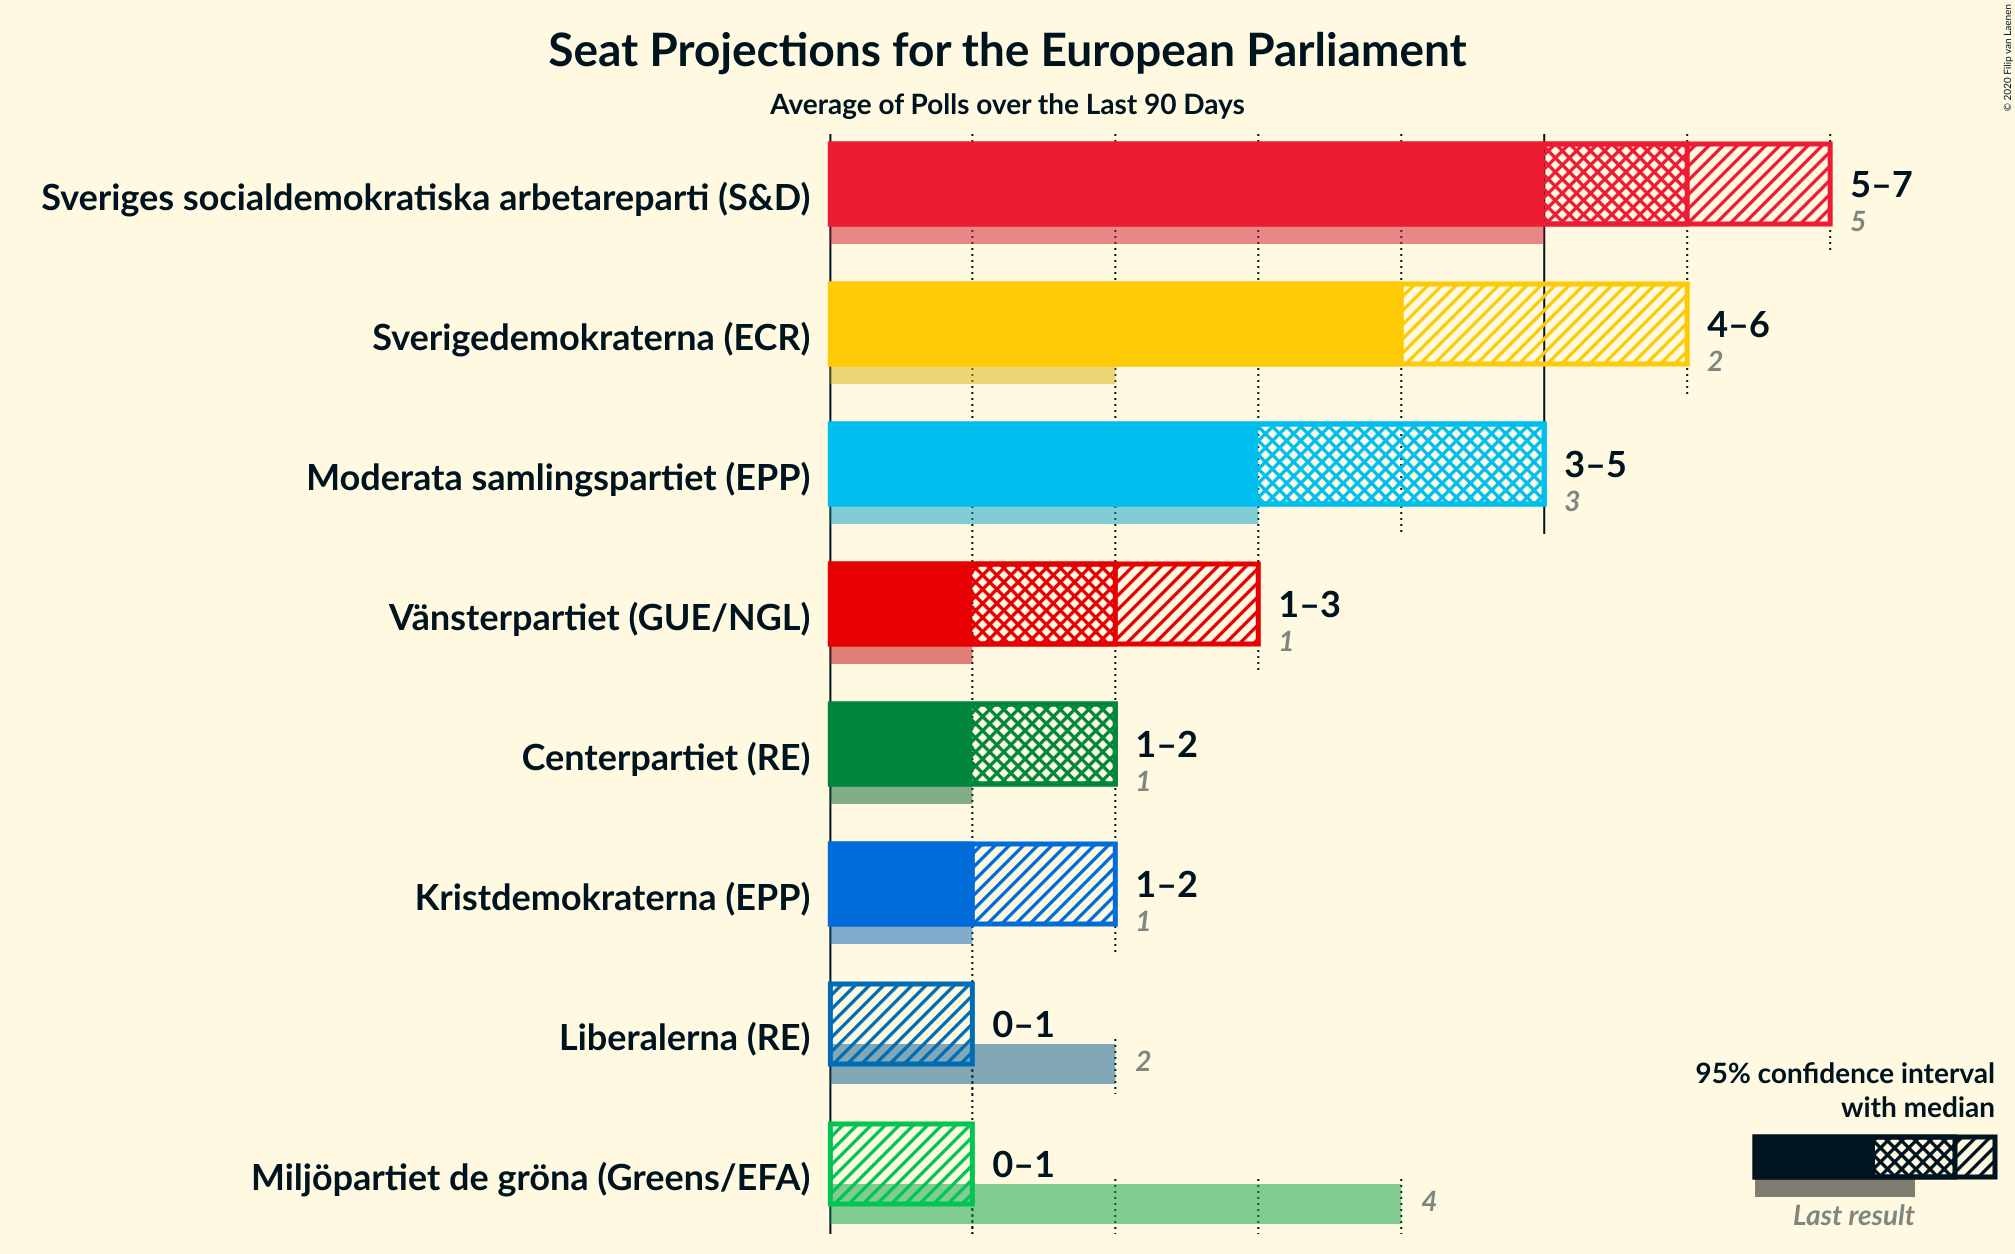 Seat Projections for the European Parliament
Average of Polls over the Last 90 Days
© 2020 Filip van Laenen
Sveriges socialdemokratiska arbetareparti (S&D)
5–7
5
Sverigedemokraterna (ECR)
4–6
2
Moderata samlingspartiet (EPP)
3–5
3
Vänsterpartiet (GUE/NGL)
1–3
1
Centerpartiet (RE)
1–2
1
Kristdemokraterna (EPP)
1–2
1
Liberalerna (RE)
0–1
2
Miljöpartiet de gröna (Greens/EFA)
0–1
4
95% confidence interval
with median
Last result